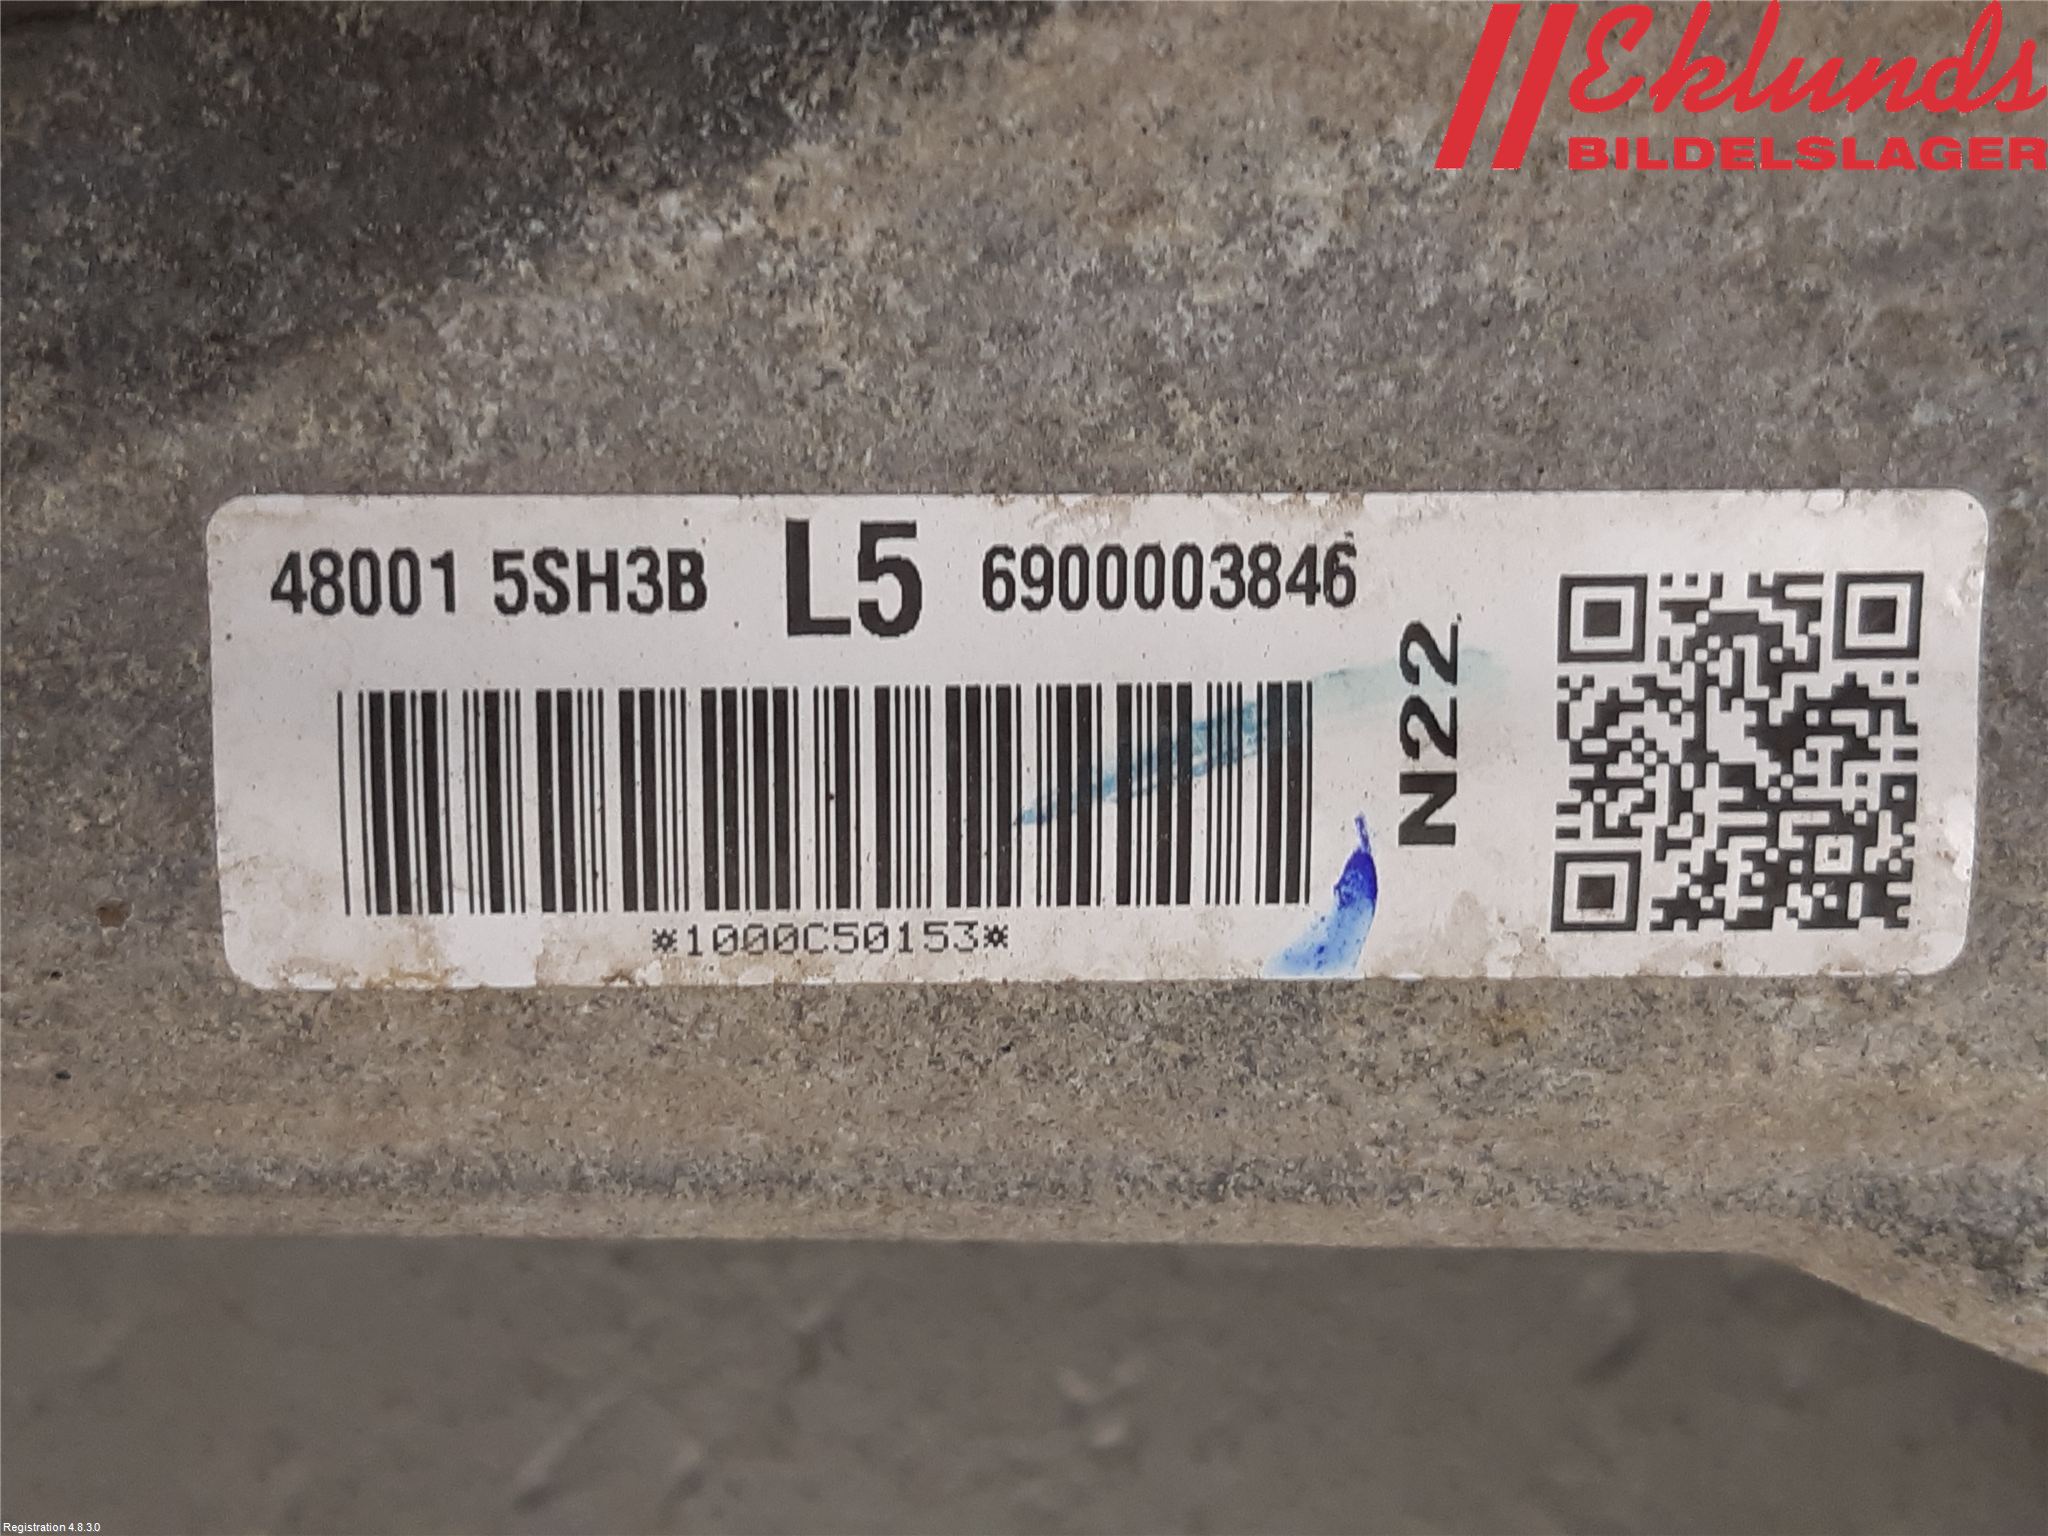 Eklunds
BILDELSLAGER
48001 5SH3B L5 6900003846
N22
*1000C50153*
Registration 4.8.3.0